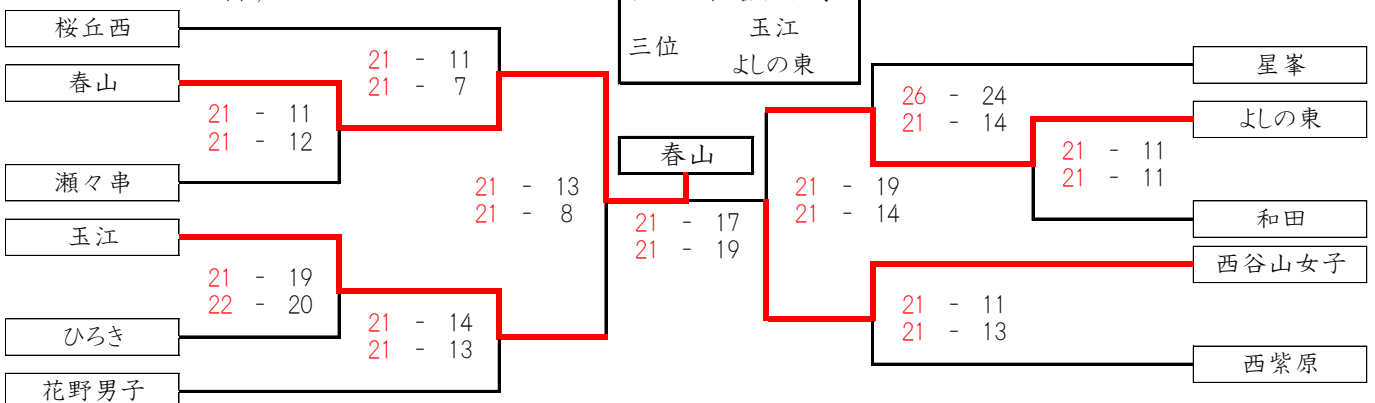 桜丘西
春山
瀬々串
玉江
ひろき
花野男子
21 - 11
21 - 7
21 - 11
21 - 12
21 - 13
21 - 8
21 - 19
22 - 20
21 - 14
21 - 13
三位
玉江
よしの東
春山
21 - 17
21 - 19
26 - 24
21 - 14
21 - 11
21 - 11
21 - 19
21 - 14
21 - 11
21 - 13
星峯
よしの東
和田
西谷山女子
西紫原